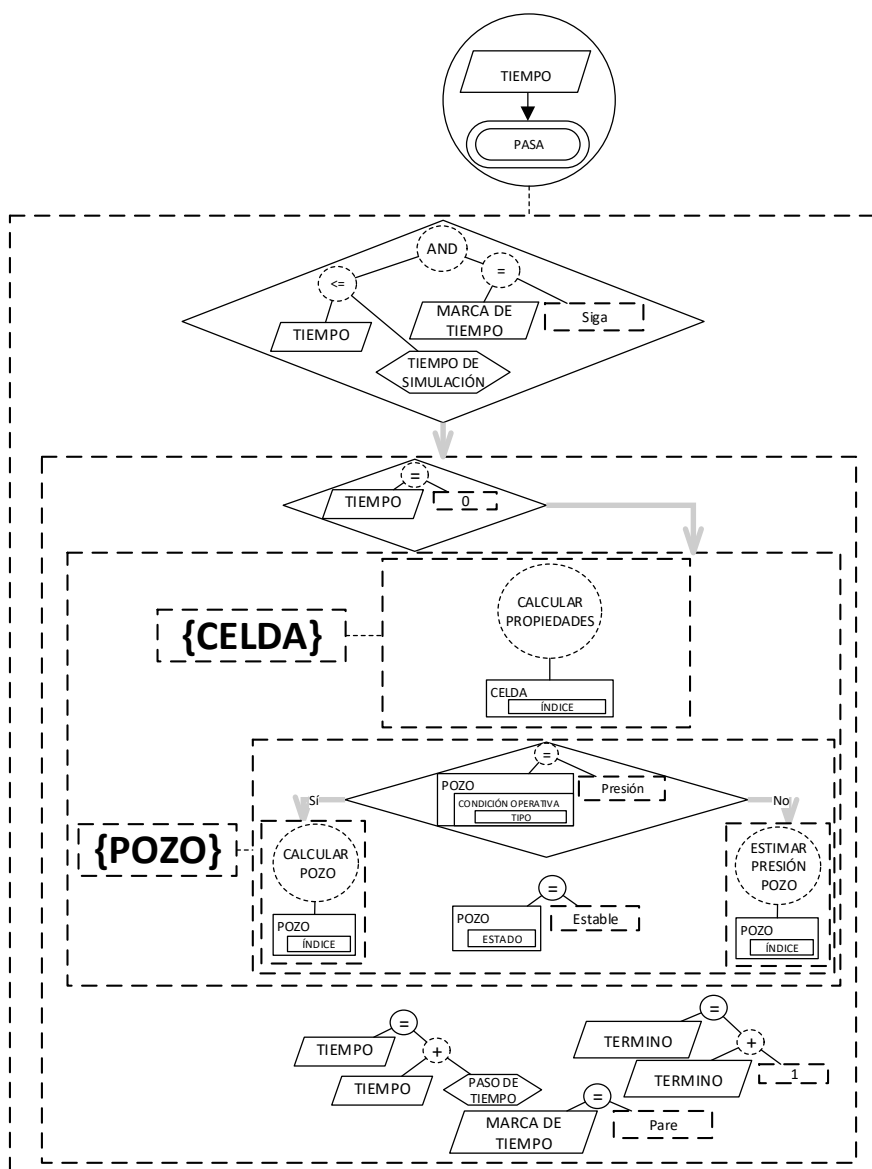 TIEMPO
PASA
AND
<=
=
TIEMPO
MARCA DE
TIEMPO
Siga
TIEMPO DE
SIMULACIÓN
=
TIEMPO
0
{CELDA}
CALCULAR
PROPIEDADES
CELDA
ÍNDICE
=
POZO
CONDICIÓN OPERATIVA
TIPO
Presión
Sí
No
{POZO}
CALCULAR
POZO
POZO
ÍNDICE
=
POZO
ESTADO
Estable
ESTIMAR
PRESIÓN
POZO
POZO
ÍNDICE
=
TIEMPO
+
TIEMPO
PASO DE
TIEMPO
=
TERMINO
+
TERMINO
1
=
MARCA DE
TIEMPO
Pare